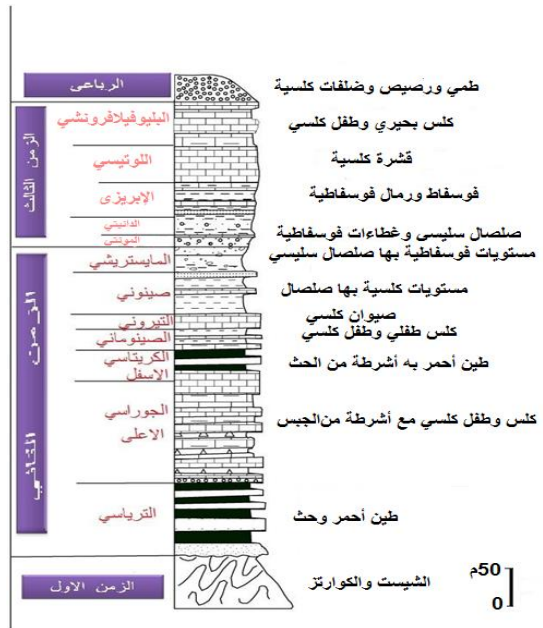 الرباعي
طمي ورصيص وضلفات كلسية
الزمن الثالث
البليوفيلافرونشي
كلس بحيري وطفل كلسي
اللوتيسي
قشرة كلسية
الإبريزي
فوسفاط ورمال فوسفاطية
الدانيتي
صلصال سليسي وغطاءات فوسفاطية
المونتي
الزمن الثاني
المايستريشي
مستويات فوسفاطية بها صلصال سليسي
صينوني
مستويات كلسية بها صلصال
التيروني
صيوان كلسي
الصينوماني
كلس طفلي وطفل كلسي
الكريتاسي
الاسفل
طين أحمر به أشرطة من الحث
الجوراسي
الاعلى
كلس وطفل كلسي مع أشرطة من الجبس
الترياسي
طين أحمر وحث
الزمن الاول
الشيست والكوارتز
50م
0